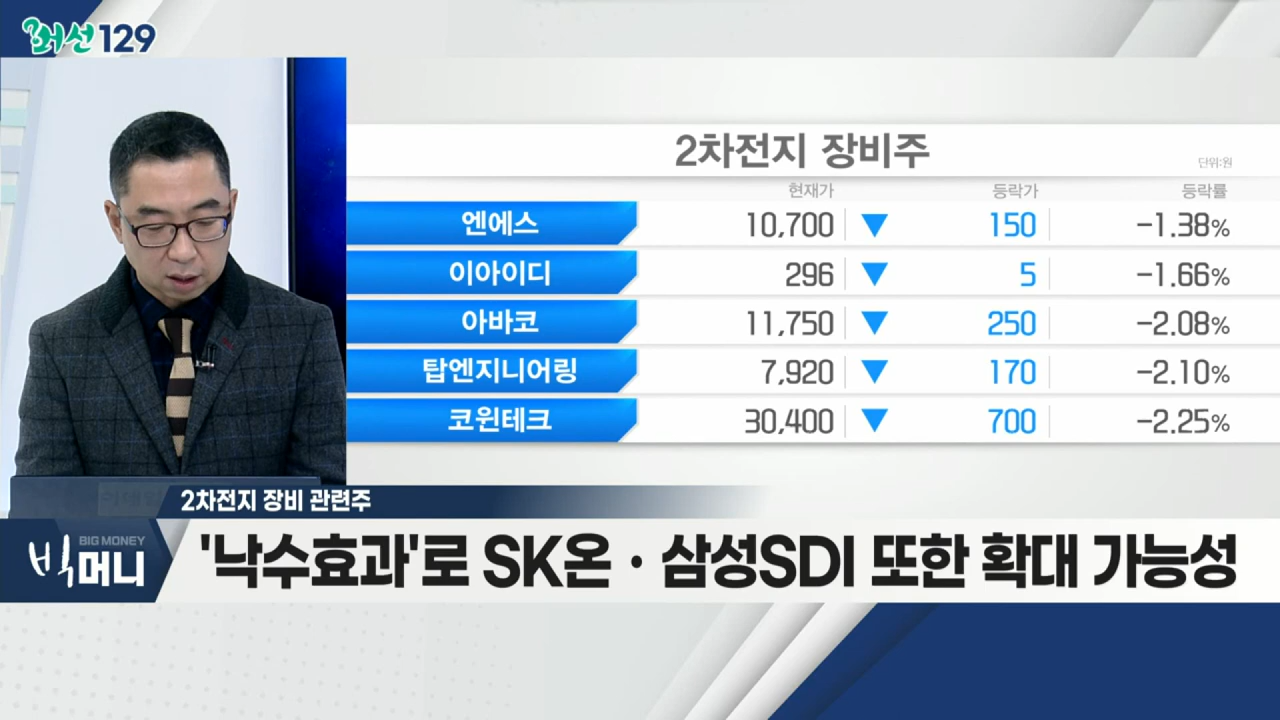 머선129
2차전지 장비주
단위:원
현재가 등락가 등락률
엔에스 10,700 ▼ 150 -1.38%
이아이디 296 ▼ 5 -1.66%
아바코 11,750 ▼ 250 -2.08%
탑엔지니어링 7,920 ▼ 170 -2.10%
코윈테크 30,400 ▼ 700 -2.25%
2차전지 장비 관련주
BIG MONEY
빅머니
'낙수효과'로 SK온·삼성SDI 또한 확대 가능성